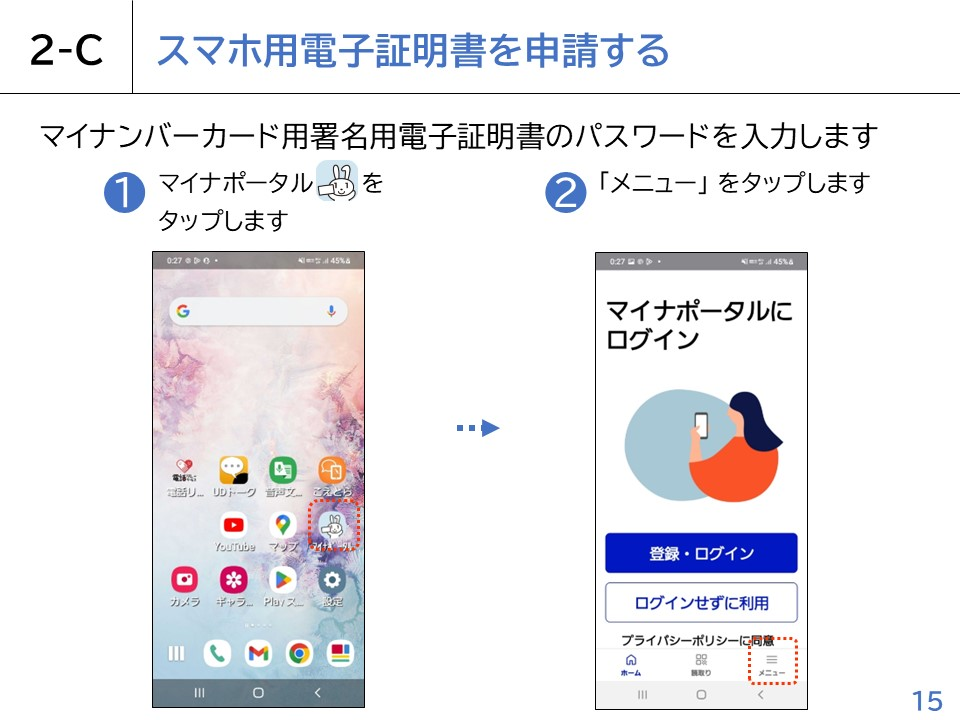 2-C
スマホ用電子証明書を申請する
マイナンバーカード用署名用電子証明書のパスワードを入力します
1
マイナポータル を
タップします
2
「メニュー」をタップします
0:27
45%
電話リ...
UDトーク
音声文...
こえとら
YouTube
マップ
マイナポータル
カメラ
ギャラ...
Play ス...
設定
0:27
45%
マイナポータルに
ログイン
登録・ログイン
ログインせずに利用
プライバシーポリシーに同意
ホーム
読取り
メニュー
15